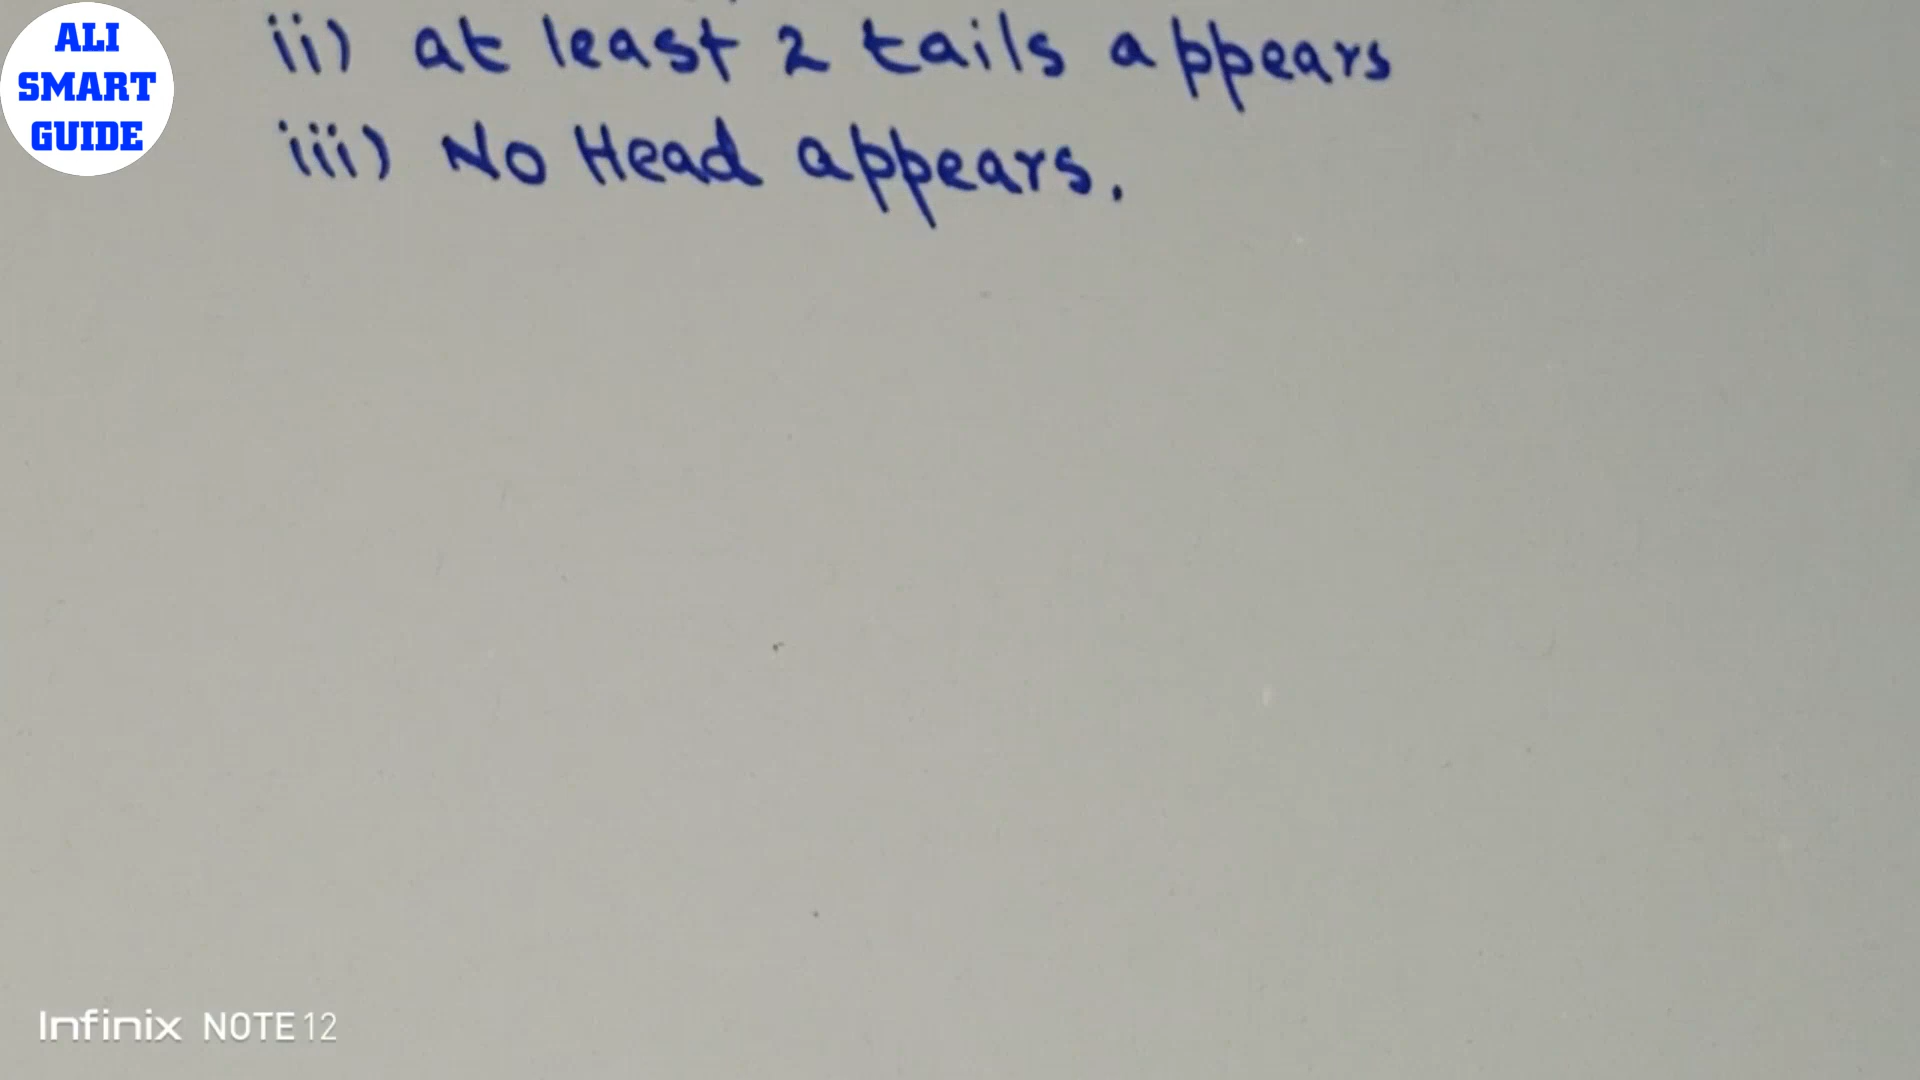 ALI
SMART
GUIDE
ii) at least 2 tails appears
iii) No Head appears.
Infinix NOTE 12